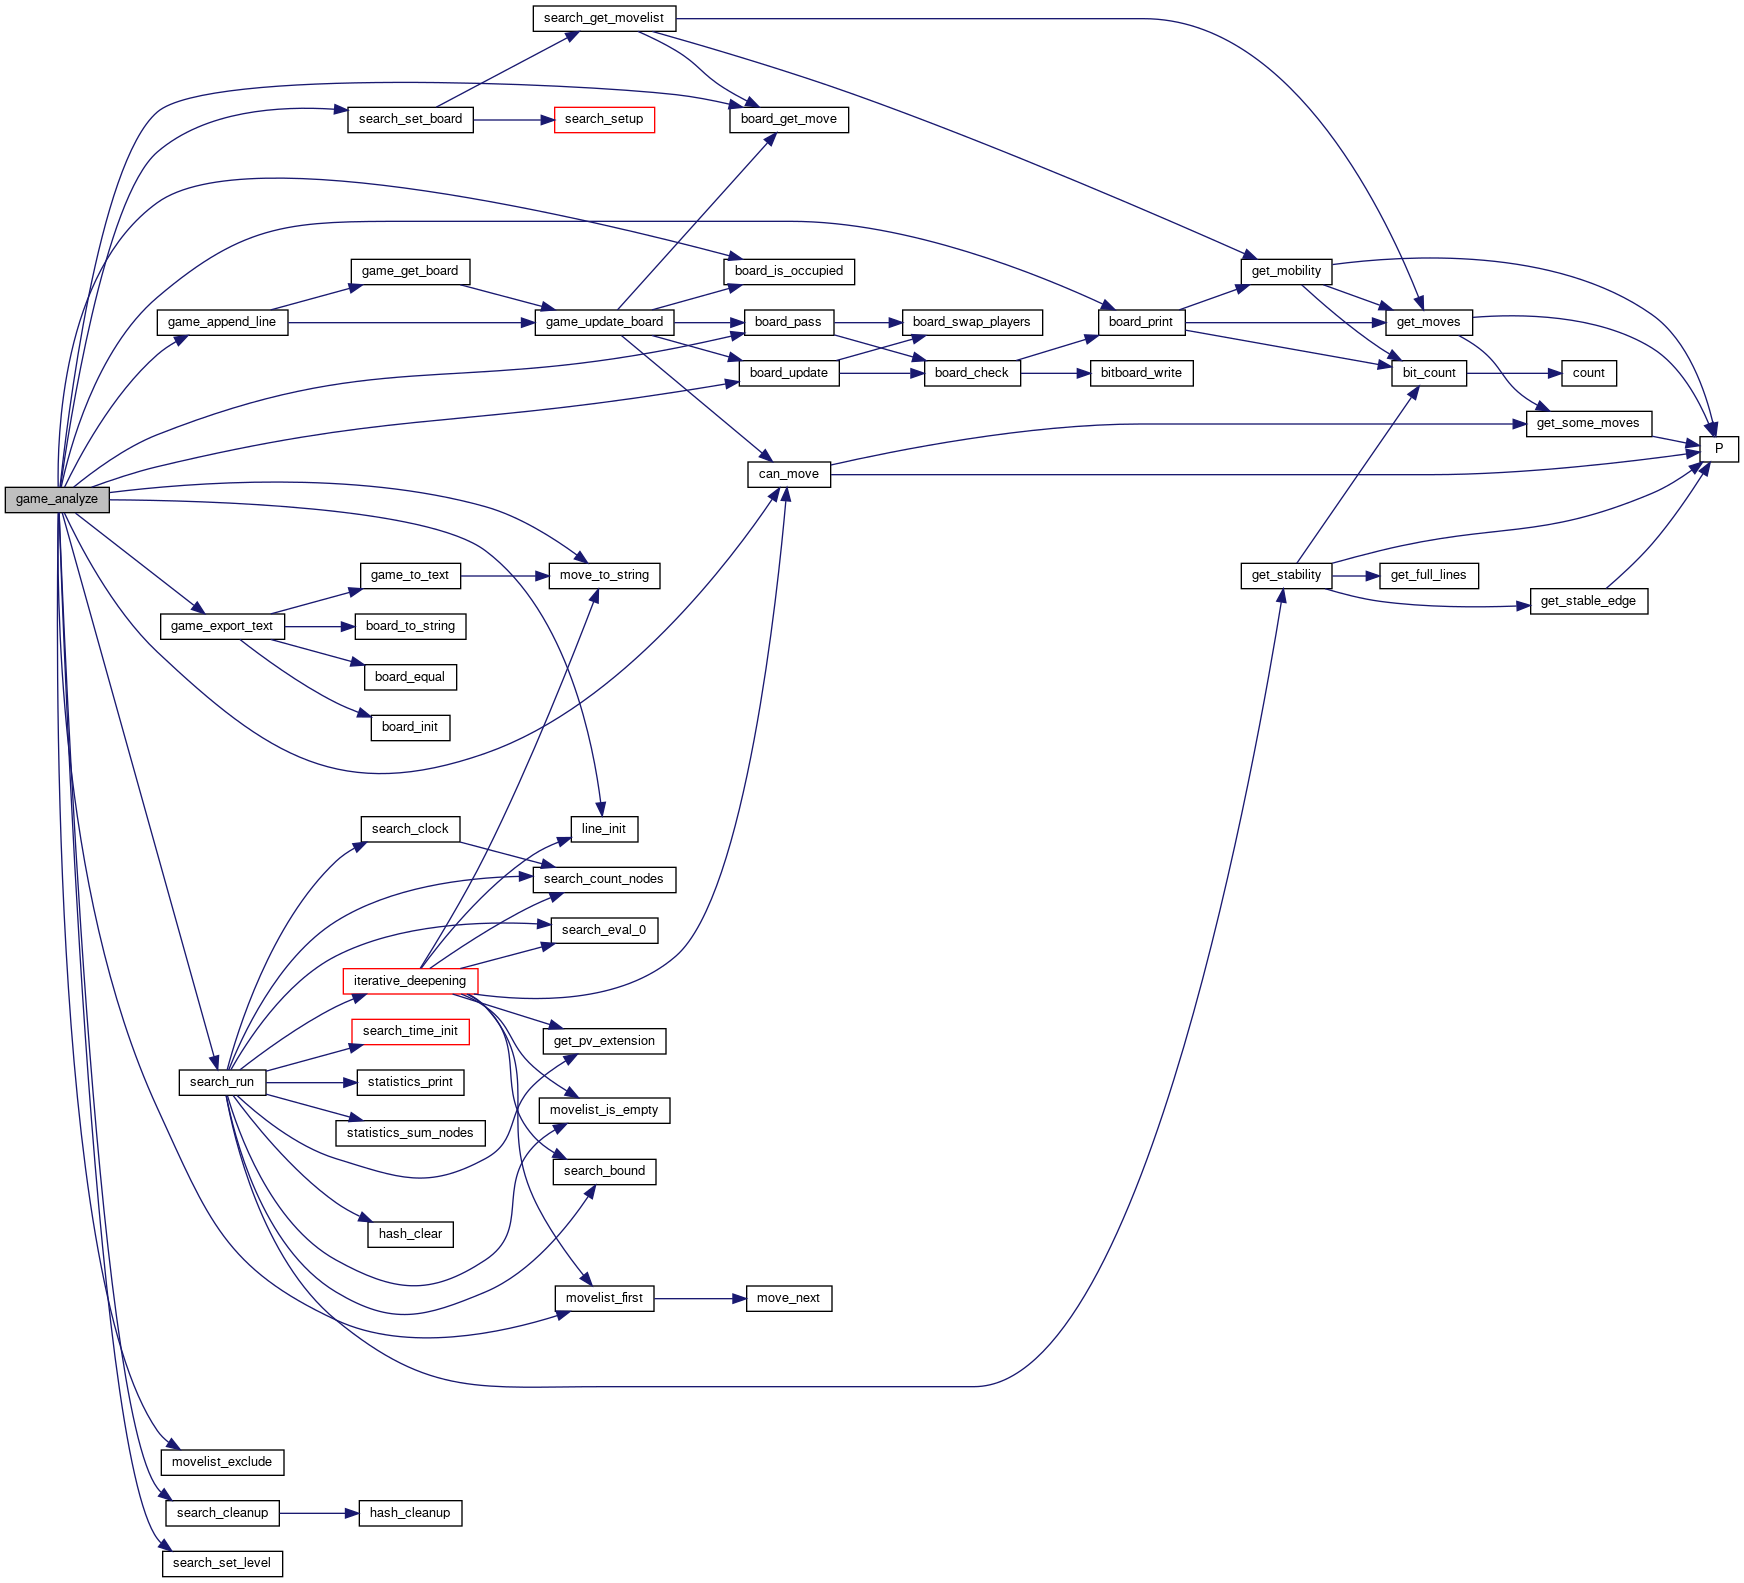 search_get_movelist
search_set_board
search_setup
board_get_move
game_get_board
board_is_occupied
get_mobility
game_append_line
game_update_board
board_pass
board_swap_players
board_print
get_moves
board_update
board_check
bitboard_write
bit_count
count
get_some_moves
P
can_move
game_analyze
game_to_text
move_to_string
get_stability
get_full_lines
get_stable_edge
game_export_text
board_to_string
board_equal
board_init
search_clock
line_init
search_count_nodes
search_eval_0
iterative_deepening
search_time_init
get_pv_extension
search_run
statistics_print
movelist_is_empty
statistics_sum_nodes
search_bound
hash_clear
movelist_first
move_next
movelist_exclude
search_cleanup
hash_cleanup
search_set_level